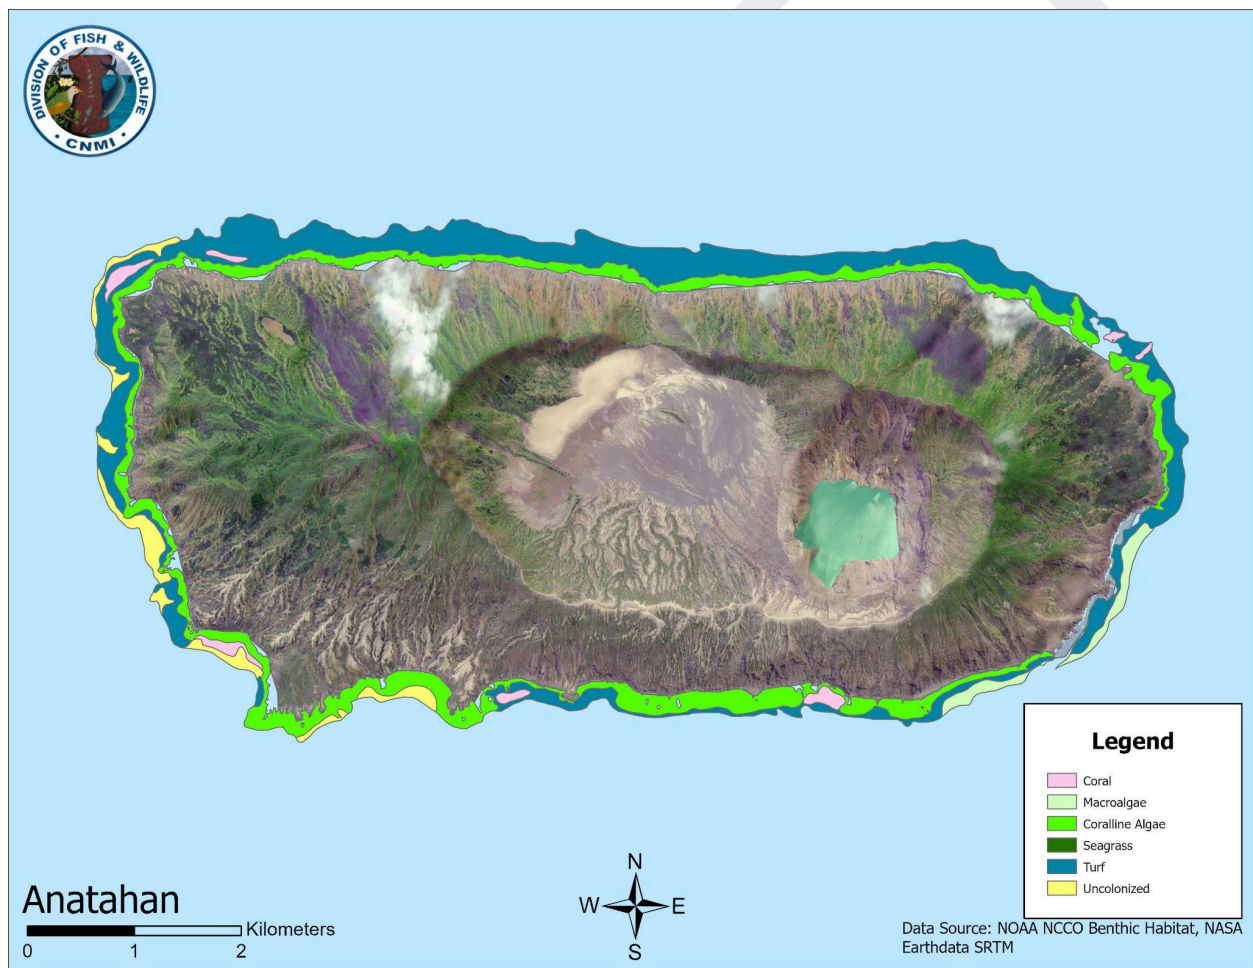 DIVISION OF FISH & WILDLIFE
• CNMI •
Legend
Coral
Macroalgae
Coralline Algae
Seagrass
Turf
Uncolonized
Anatahan
Kilometers
0 1 2
N
W E
S
Data Source: NOAA NCCO Benthic Habitat, NASA
Earthdata SRTM